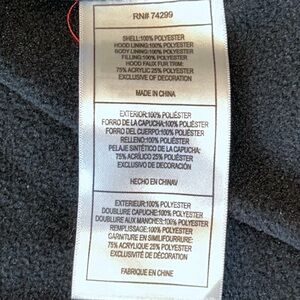 RN# 74299
SHELL:100% POLYESTER
HOOD LINING:100% POLYESTER
BODY LINING:100% POLYESTER
FILLING:100% POLYESTER
HOOD FAUX FUR TRIM:
75% ACRYLIC 25% POLYESTER
EXCLUSIVE OF DECORATION
MADE IN CHINA
EXTERIOR:100% POLIÉSTER
FORRO DE LA CAPUCHA:100% POLIÉSTER
FORRO DEL CUERPO:100% POLIÉSTER
RELLENO:100% POLIÉSTER
PELAJE SINTÉTICO DE LA CAPUCHA:
75% ACRÍLICO 25% POLIÉSTER
EXCLUSIVO DE DECORACIÓN
HECHO EN CHINAV
EXTERIEUR:100% POLYESTER
DOUBLURE CAPUCHE:100% POLYESTER
DOUBLURE AUX MANCHES:100% POLYESTER
REMPLISSAGE:100% POLYESTER
GARNITURE EN SIMILIFOURRURE:
75% ACRYLIQUE 25% POLYESTER
EXCLUSIVITÉ DE DÉCORATION
FABRIQUE EN CHINE